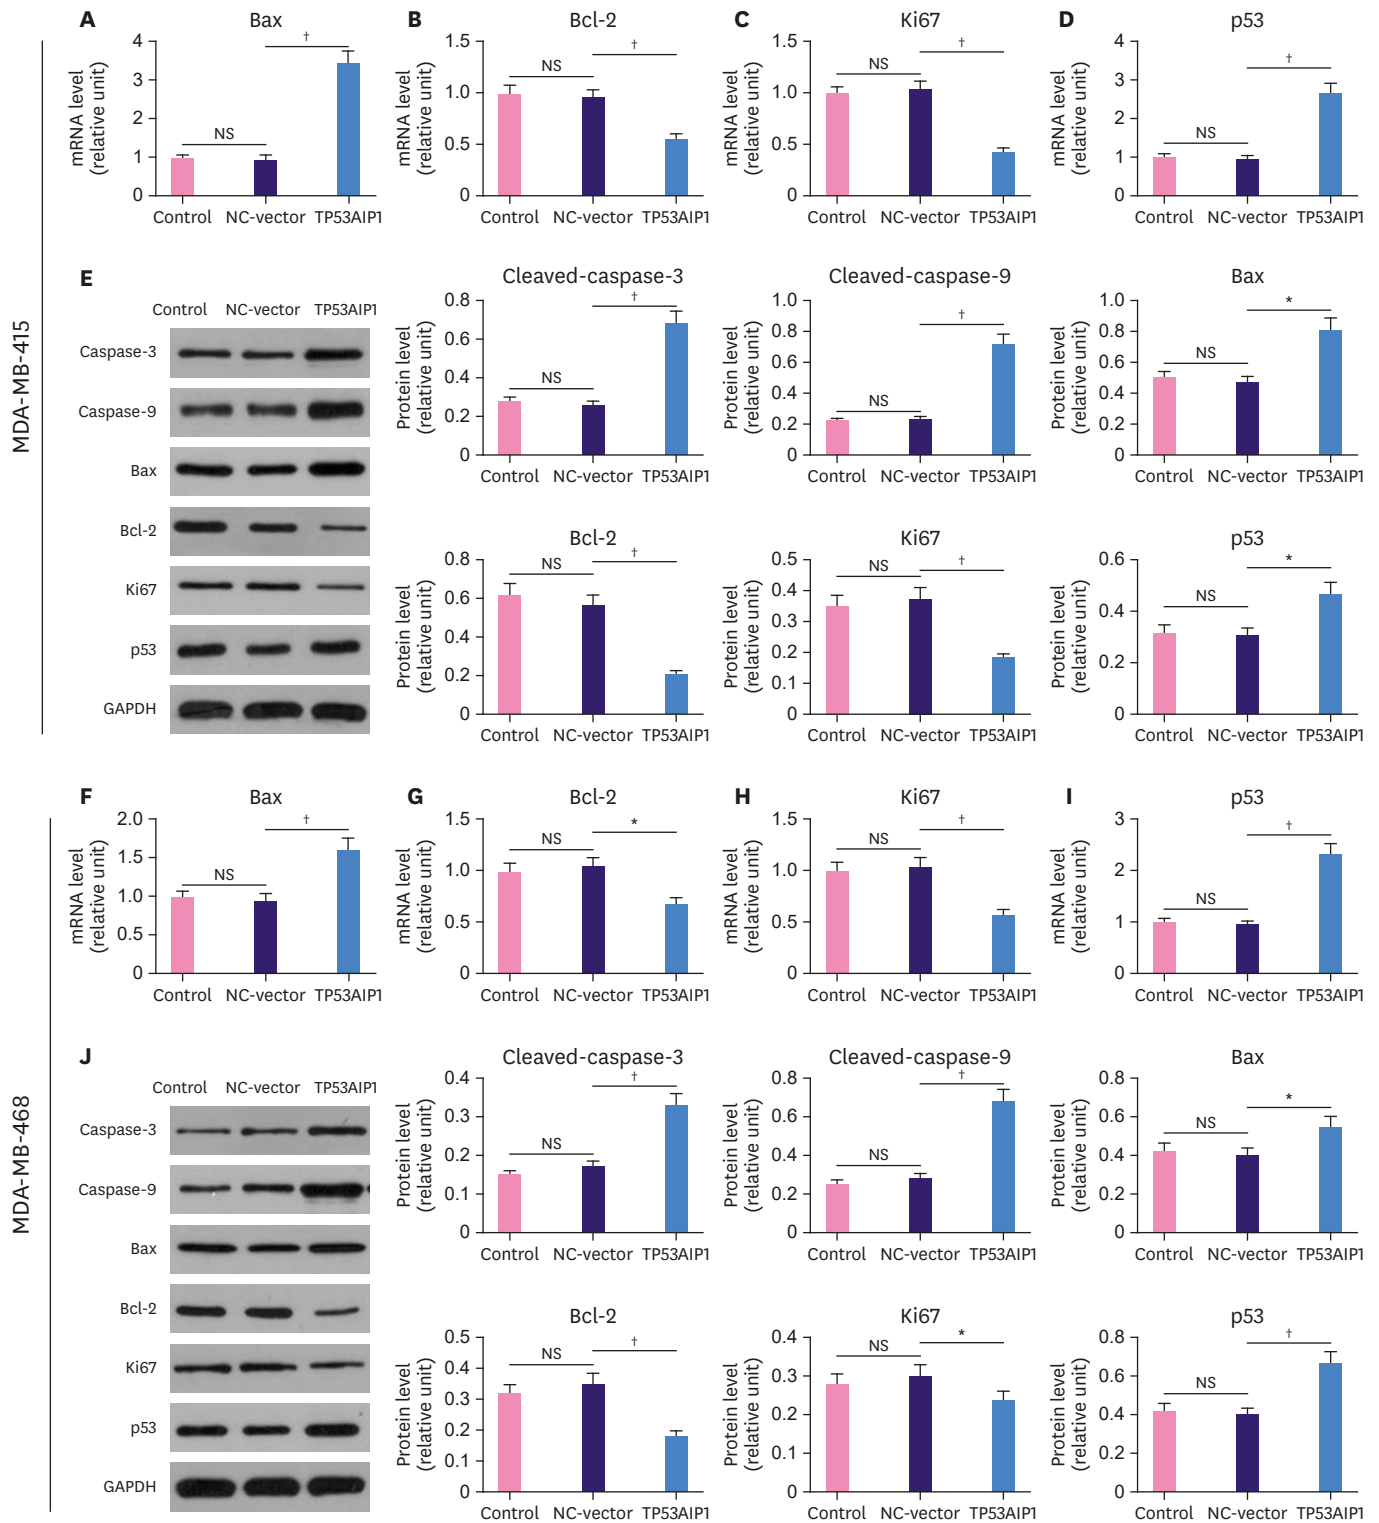 MDA-MB-415
A
Bax
mRNA level
(relative unit)
4
3
2
1
0
NS
†
Control NC-vector TP53AIP1
B
Bcl-2
mRNA level
(relative unit)
1.5
1.0
0.5
0
NS
†
Control NC-vector TP53AIP1
C
Ki67
mRNA level
(relative unit)
1.5
1.0
0.5
0
NS
†
Control NC-vector TP53AIP1
D
p53
mRNA level
(relative unit)
4
3
2
1
0
NS
†
Control NC-vector TP53AIP1
E
Control NC-vector TP53AIP1
Caspase-3
Caspase-9
Bax
Bcl-2
Ki67
p53
GAPDH
Cleaved-caspase-3
Protein level
(relative unit)
0.8
0.6
0.4
0.2
0
NS
†
Control NC-vector TP53AIP1
Cleaved-caspase-9
Protein level
(relative unit)
1.0
0.8
0.6
0.4
0.2
0
NS
†
Control NC-vector TP53AIP1
Bax
Protein level
(relative unit)
1.0
0.8
0.6
0.4
0.2
0
NS
*
Control NC-vector TP53AIP1
Bcl-2
Protein level
(relative unit)
0.8
0.6
0.4
0.2
0
NS
†
Control NC-vector TP53AIP1
Ki67
Protein level
(relative unit)
0.5
0.4
0.3
0.2
0.1
0
NS
†
Control NC-vector TP53AIP1
p53
Protein level
(relative unit)
0.6
0.4
0.2
0
NS
*
Control NC-vector TP53AIP1
MDA-MB-468
F
Bax
mRNA level
(relative unit)
2.0
1.5
1.0
0.5
0
NS
†
Control NC-vector TP53AIP1
G
Bcl-2
mRNA level
(relative unit)
1.5
1.0
0.5
0
NS
*
Control NC-vector TP53AIP1
H
Ki67
mRNA level
(relative unit)
1.5
1.0
0.5
0
NS
†
Control NC-vector TP53AIP1
I
p53
mRNA level
(relative unit)
3
2
1
0
NS
†
Control NC-vector TP53AIP1
J
Control NC-vector TP53AIP1
Caspase-3
Caspase-9
Bax
Bcl-2
Ki67
p53
GAPDH
Cleaved-caspase-3
Protein level
(relative unit)
0.4
0.3
0.2
0.1
0
NS
†
Control NC-vector TP53AIP1
Cleaved-caspase-9
Protein level
(relative unit)
0.8
0.6
0.4
0.2
0
NS
†
Control NC-vector TP53AIP1
Bax
Protein level
(relative unit)
0.8
0.6
0.4
0.2
0
NS
*
Control NC-vector TP53AIP1
Bcl-2
Protein level
(relative unit)
0.5
0.4
0.3
0.2
0.1
0
NS
†
Control NC-vector TP53AIP1
Ki67
Protein level
(relative unit)
0.4
0.3
0.2
0.1
0
NS
*
Control NC-vector TP53AIP1
p53
Protein level
(relative unit)
0.8
0.6
0.4
0.2
0
NS
†
Control NC-vector TP53AIP1